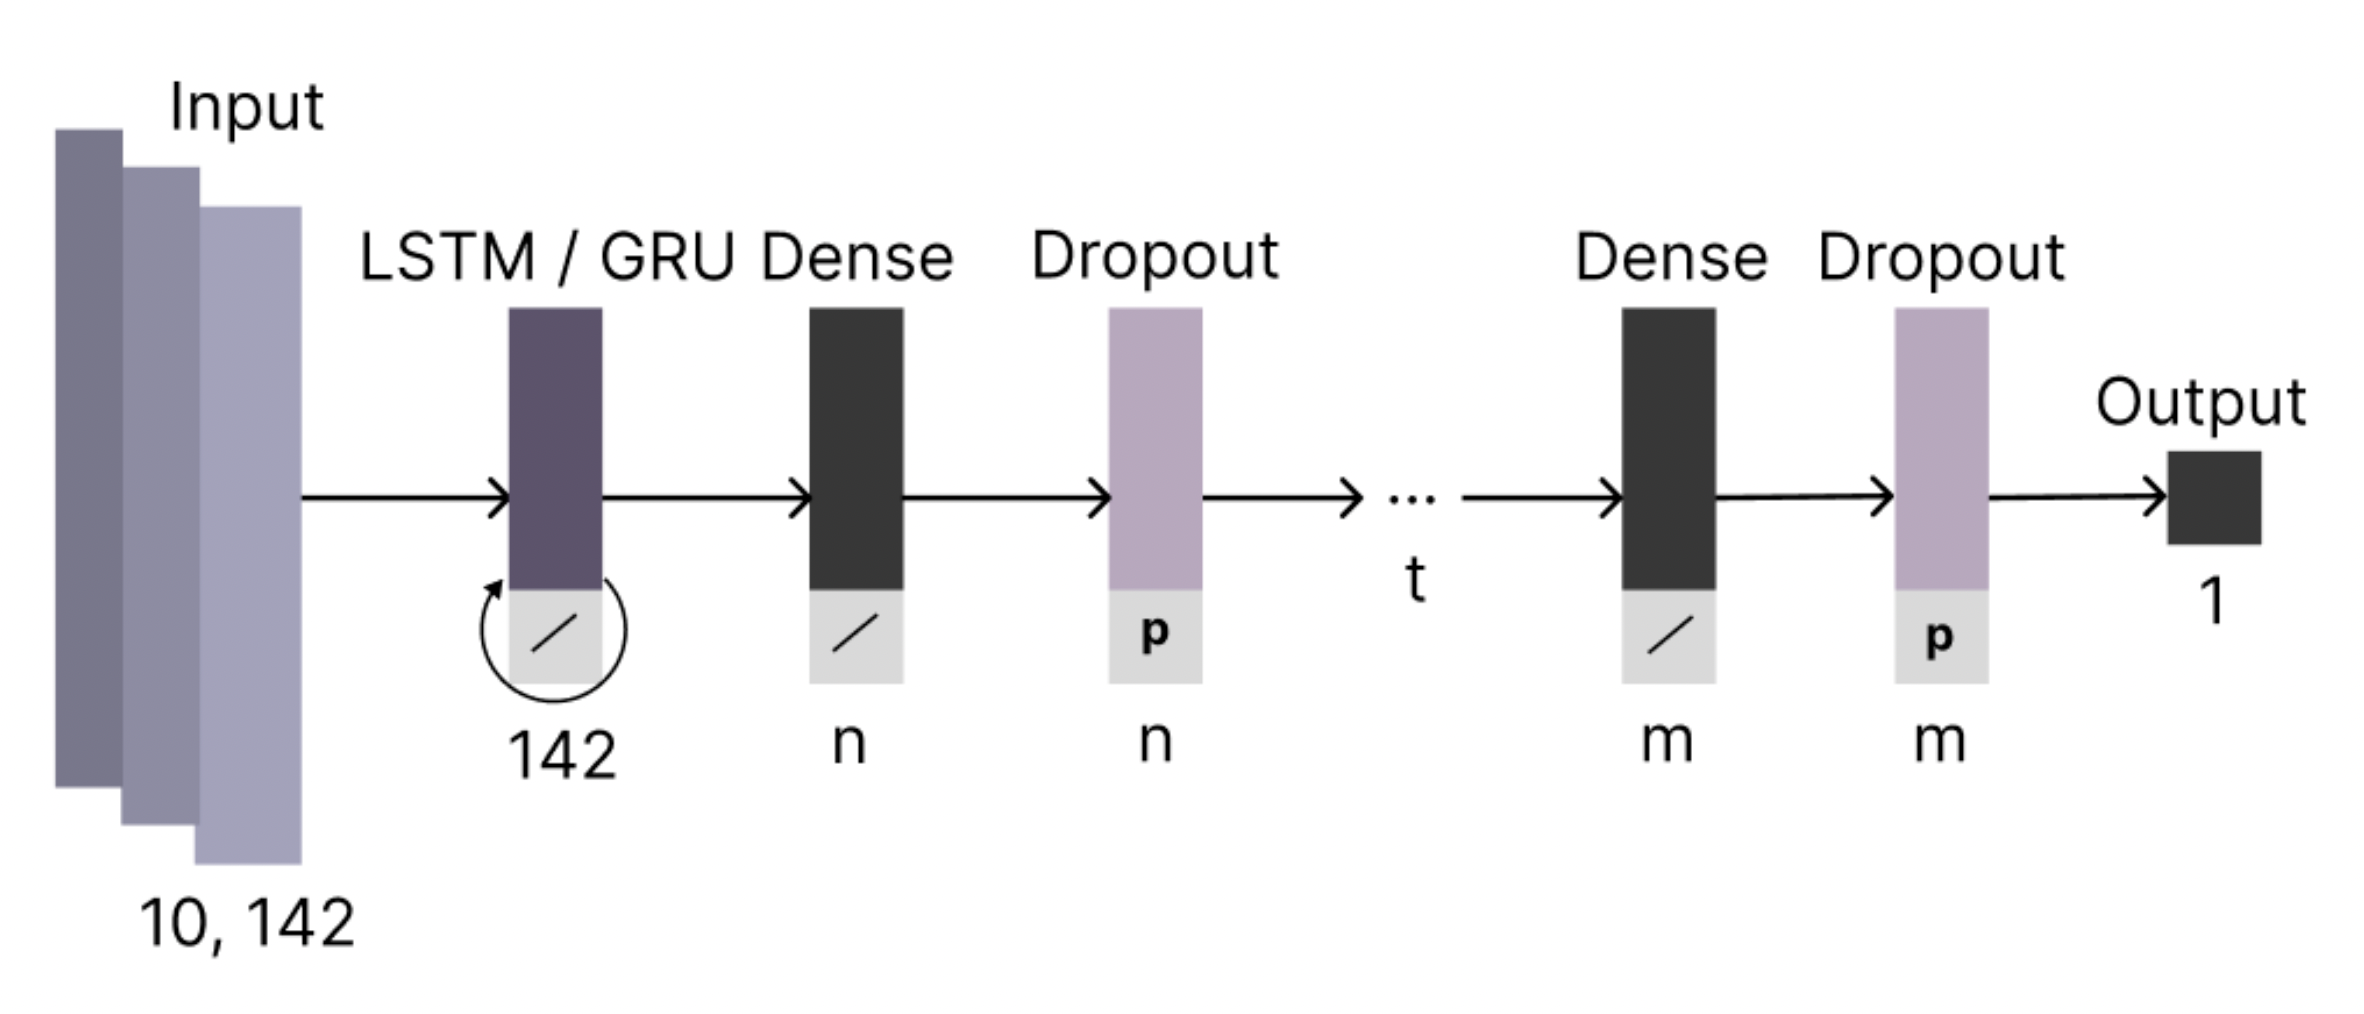 Input
LSTM / GRU
Dense
Dropout
Dense
Dropout
Output
...
t
1
p
p
142
n
n
m
m
10, 142